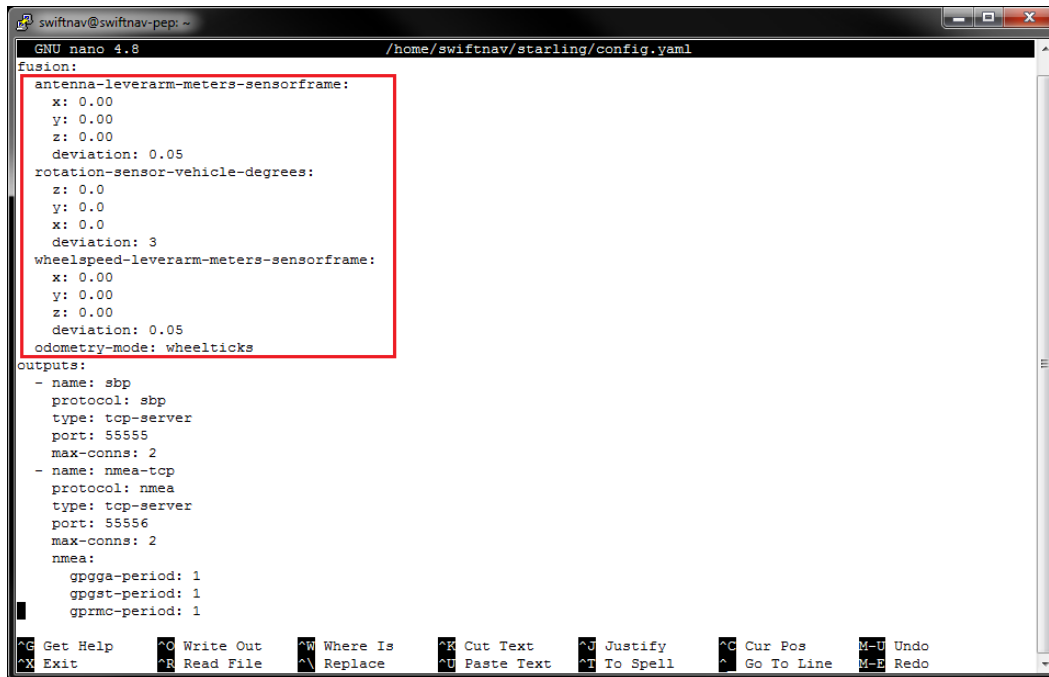 swiftnav@swiftnav-pep: ~
GNU nano 4.8 /home/swiftnav/starling/config.yaml
fusion:
  antenna-leverarm-meters-sensorframe:
    x: 0.00
    y: 0.00
    z: 0.00
    deviation: 0.05
  rotation-sensor-vehicle-degrees:
    z: 0.0
    y: 0.0
    x: 0.0
    deviation: 3
  wheelspeed-leverarm-meters-sensorframe:
    x: 0.00
    y: 0.00
    z: 0.00
    deviation: 0.05
  odometry-mode: wheelticks
outputs:
  - name: sbp
    protocol: sbp
    type: tcp-server
    port: 55555
    max-conns: 2
  - name: nmea-tcp
    protocol: nmea
    type: tcp-server
    port: 55556
    max-conns: 2
    nmea:
      gpgga-period: 1
      gpgst-period: 1
      gprmc-period: 1
^G Get Help ^O Write Out ^W Where Is ^K Cut Text ^J Justify ^C Cur Pos M-U Undo
^X Exit ^R Read File ^\ Replace ^U Paste Text ^T To Spell ^_ Go To Line M-E Redo